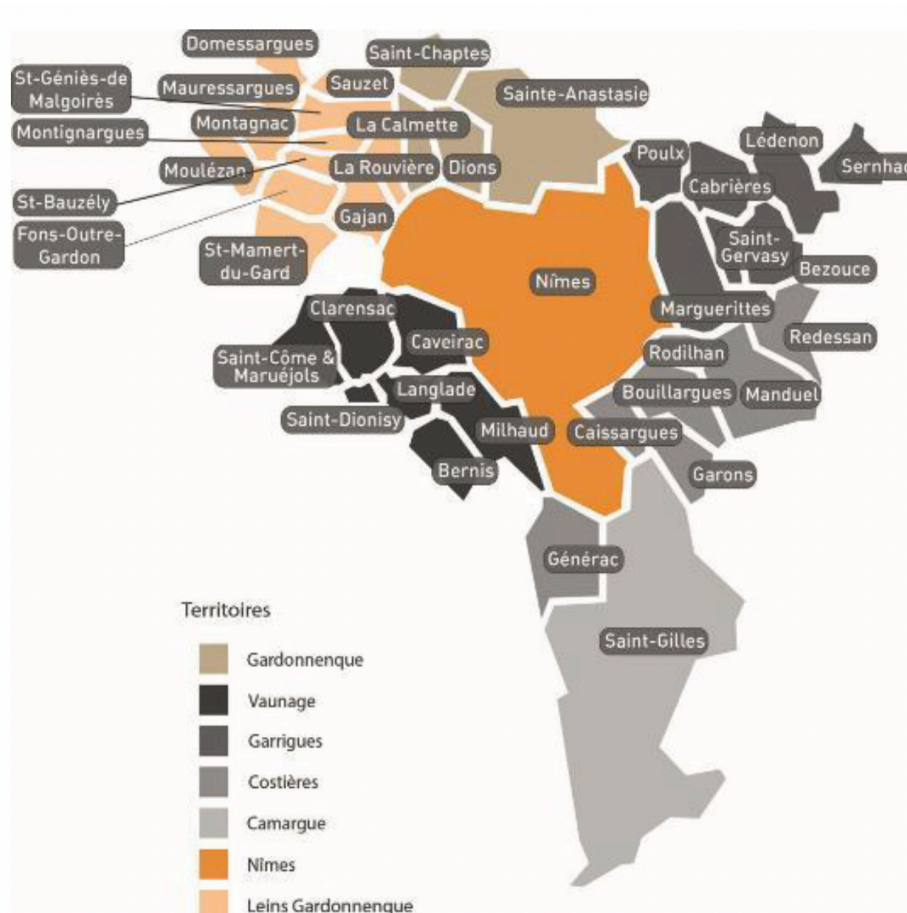 Domessargues
Saint-Chaptes
St-Géniès-de
Malgoirès
Mauressargues
Sauzet
Sainte-Anastasie
Montignargues
Montagnac
La Calmette
Lédenon
Poulx
Sernhac
Moulézan
La Rouvière
Dions
Cabrières
St-Bauzély
Fons-Outre-
Gardon
Gajan
St-Mamert-
du-Gard
Saint-
Gervasy
Bezouce
Nîmes
Clarensac
Marguerittes
Caveirac
Redessan
Saint-Côme &
Maruéjols
Rodilhan
Langlade
Bouillargues
Manduel
Saint-Dionisy
Milhaud
Caissargues
Bernis
Garons
Générac
Saint-Gilles
Territoires
Gardonnenque
Vaunage
Garrigues
Costières
Camargue
Nîmes
Leins Gardonnenque